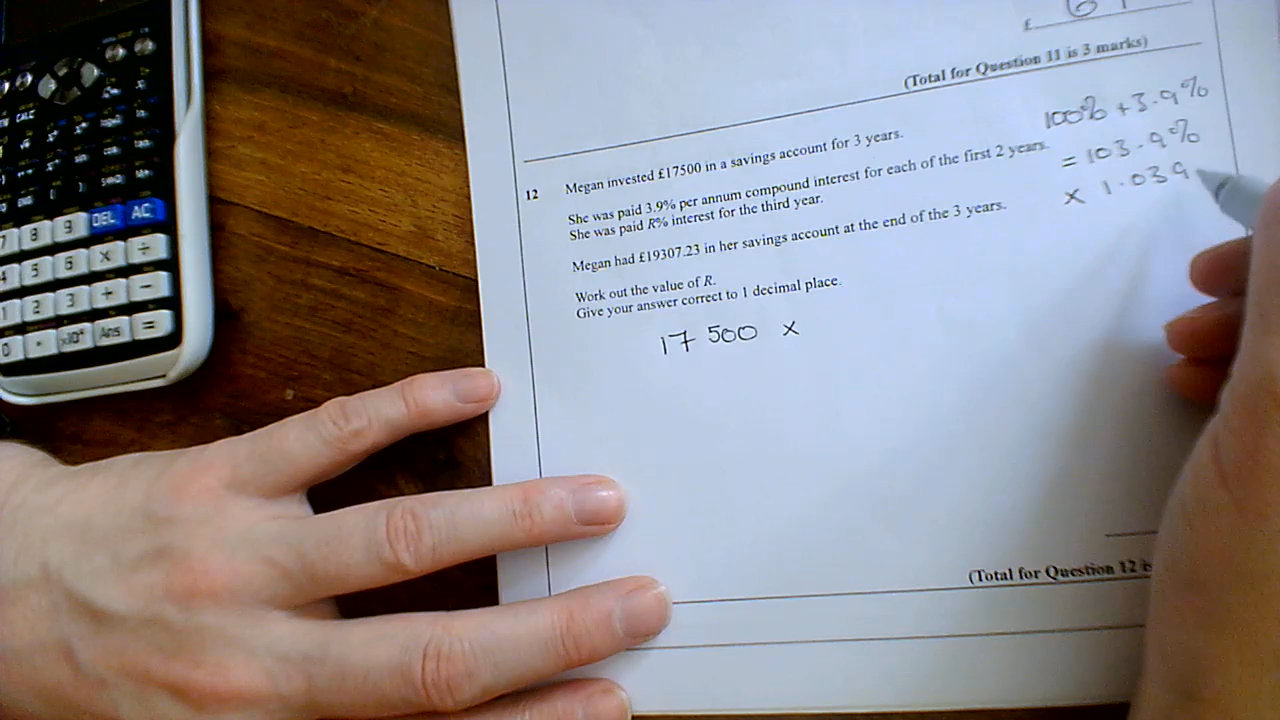 £
(Total for Question 11 is 3 marks)
100% + 3.9%
= 103.9%
× 1.039
12 Megan invested £17500 in a savings account for 3 years.
She was paid 3.9% per annum compound interest for each of the first 2 years.
She was paid R% interest for the third year.
Megan had £19307.23 in her savings account at the end of the 3 years.
Work out the value of R.
Give your answer correct to 1 decimal place.
17 500 ×
(Total for Question 12 is
CALC
7 8 9 DEL AC
4 5 6 × ÷
1 2 3 + −
0 . ×10ˣ Ans =